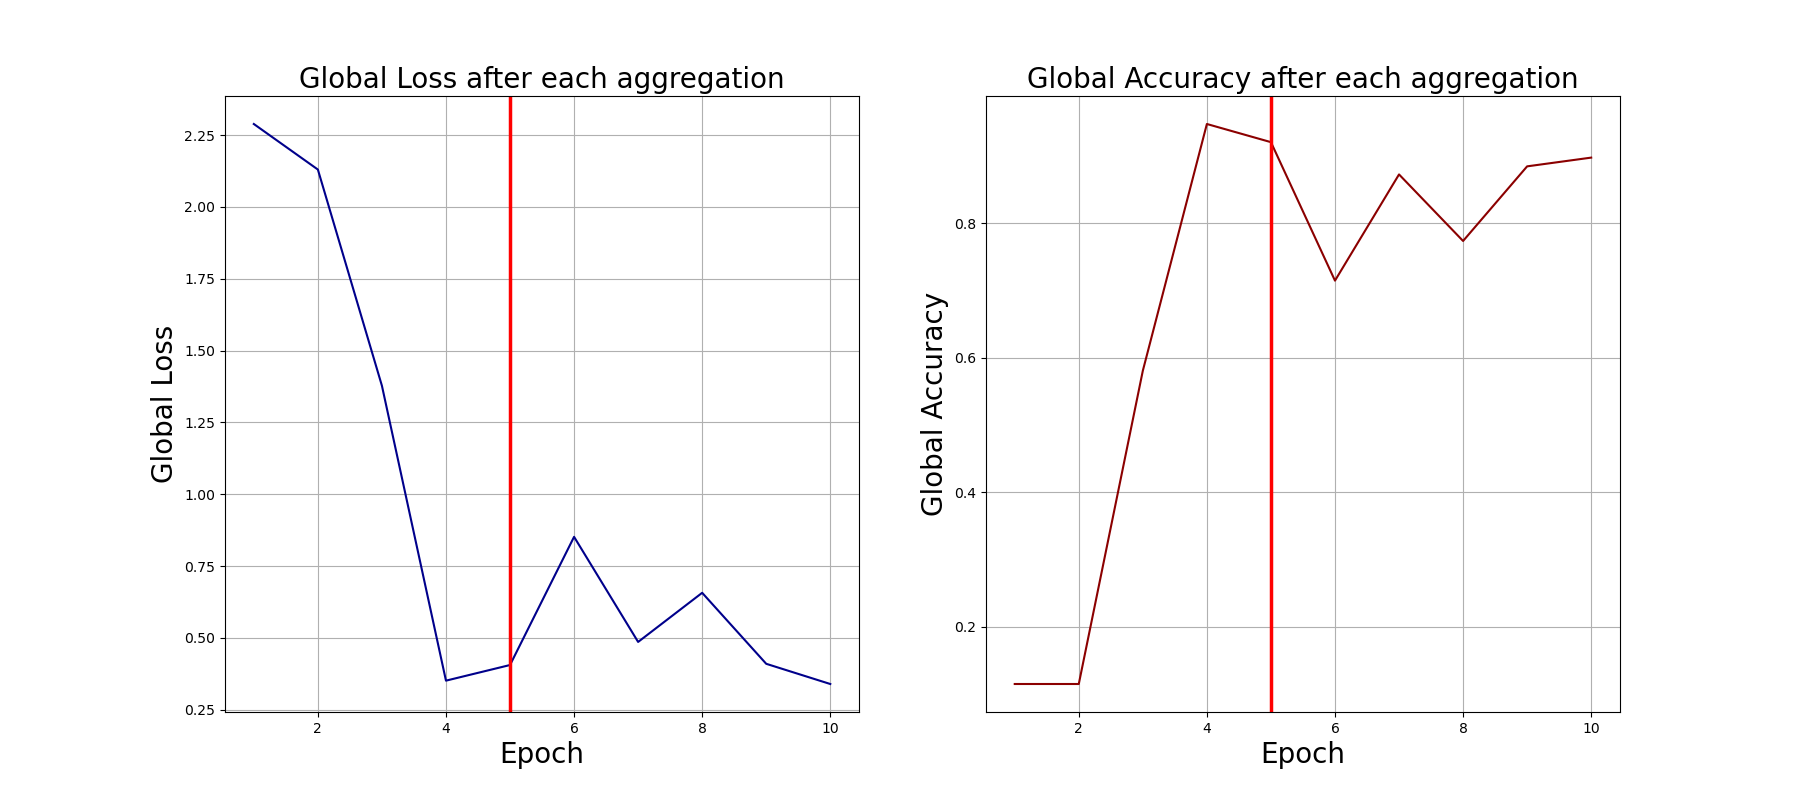 Global Loss after each aggregation
Global Loss
2.25
2.00
1.75
1.50
1.25
1.00
0.75
0.50
0.25
2 4 6 8 10
Epoch
Global Accuracy after each aggregation
Global Accuracy
0.8
0.6
0.4
0.2
2 4 6 8 10
Epoch